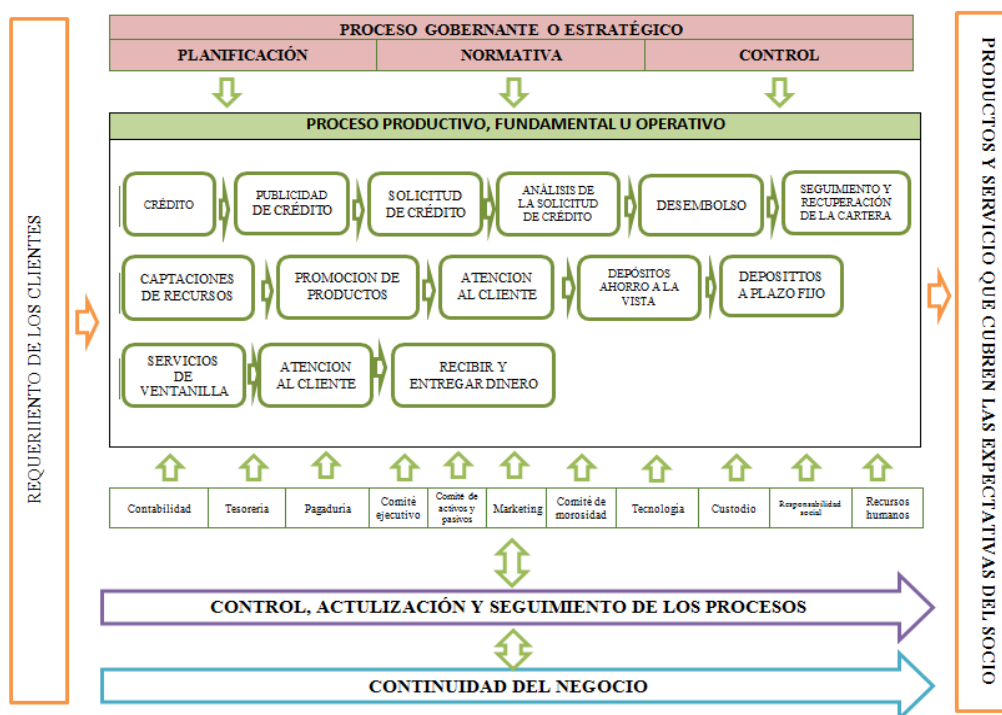 PROCESO GOBERNANTE O ESTRATÉGICO
PLANIFICACIÓN
NORMATIVA
CONTROL
REQUERIIENTO DE LOS CLIENTES
PROCESO PRODUCTIVO, FUNDAMENTAL U OPERATIVO
CRÉDITO
PUBLICIDAD
DE CRÉDITO
SOLICITUD
DE CRÉDITO
ANÀLISIS DE
LA SOLICITUD
DE CRÉDITO
DESEMBOLSO
SEGUIMIENTO Y
RECUPERACIÓN
DE LA CARTERA
CAPTACIONES
DE RECURSOS
PROMOCION DE
PRODUCTOS
ATENCION
AL CLIENTE
DEPÓSITOS
AHORRO A LA
VISTA
DEPOSITTOS
A PLAZO FIJO
SERVICIOS
DE
VENTANILLA
ATENCION
AL CLIENTE
RECIBIR Y
ENTREGAR DINERO
Contabilidad
Tesoreria
Pagaduria
Comité
ejecutivo
Comité de
activos y
pasivos
Marketing
Comité de
morosidad
Tecnologia
Custodio
Responsabilidad
social
Recursos
humanos
CONTROL, ACTULIZACIÓN Y SEGUIMIENTO DE LOS PROCESOS
CONTINUIDAD DEL NEGOCIO
PRODUCTOS Y SERVICIO QUE CUBREN LAS EXPECTATIVAS DEL SOCIO